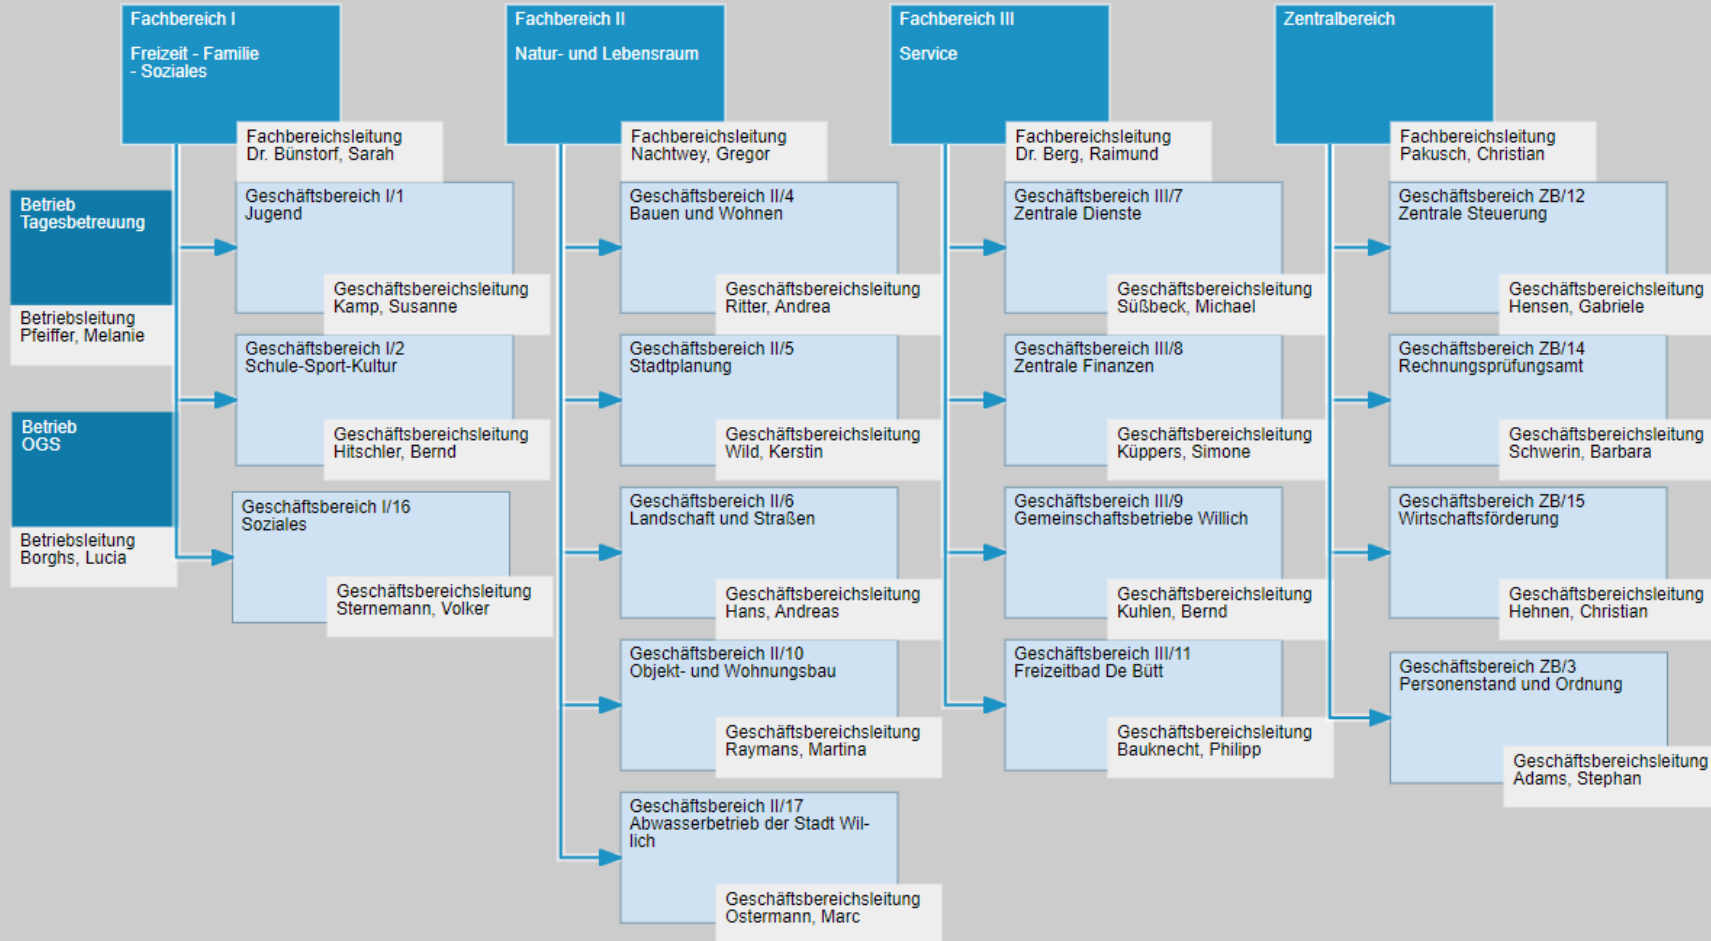 Fachbereich I
Freizeit - Familie
- Soziales
Fachbereichsleitung
Dr. Bünstorf, Sarah
Betrieb
Tagesbetreuung
Betriebsleitung
Pfeiffer, Melanie
Betrieb
OGS
Betriebsleitung
Borghs, Lucia
Geschäftsbereich I/1
Jugend
Geschäftsbereichsleitung
Kamp, Susanne
Geschäftsbereich I/2
Schule-Sport-Kultur
Geschäftsbereichsleitung
Hitschler, Bernd
Geschäftsbereich I/16
Soziales
Geschäftsbereichsleitung
Sternemann, Volker
Fachbereich II
Natur- und Lebensraum
Fachbereichsleitung
Nachtwey, Gregor
Geschäftsbereich II/4
Bauen und Wohnen
Geschäftsbereichsleitung
Ritter, Andrea
Geschäftsbereich II/5
Stadtplanung
Geschäftsbereichsleitung
Wild, Kerstin
Geschäftsbereich II/6
Landschaft und Straßen
Geschäftsbereichsleitung
Hans, Andreas
Geschäftsbereich II/10
Objekt- und Wohnungsbau
Geschäftsbereichsleitung
Raymans, Martina
Geschäftsbereich II/17
Abwasserbetrieb der Stadt Wil-
lich
Geschäftsbereichsleitung
Ostermann, Marc
Fachbereich III
Service
Fachbereichsleitung
Dr. Berg, Raimund
Geschäftsbereich III/7
Zentrale Dienste
Geschäftsbereichsleitung
Süßbeck, Michael
Geschäftsbereich III/8
Zentrale Finanzen
Geschäftsbereichsleitung
Küppers, Simone
Geschäftsbereich III/9
Gemeinschaftsbetriebe Willich
Geschäftsbereichsleitung
Kuhlen, Bernd
Geschäftsbereich III/11
Freizeitbad De Bütt
Geschäftsbereichsleitung
Bauknecht, Philipp
Zentralbereich
Fachbereichsleitung
Pakusch, Christian
Geschäftsbereich ZB/12
Zentrale Steuerung
Geschäftsbereichsleitung
Hensen, Gabriele
Geschäftsbereich ZB/14
Rechnungsprüfungsamt
Geschäftsbereichsleitung
Schwerin, Barbara
Geschäftsbereich ZB/15
Wirtschaftsförderung
Geschäftsbereichsleitung
Hehnen, Christian
Geschäftsbereich ZB/3
Personenstand und Ordnung
Geschäftsbereichsleitung
Adams, Stephan